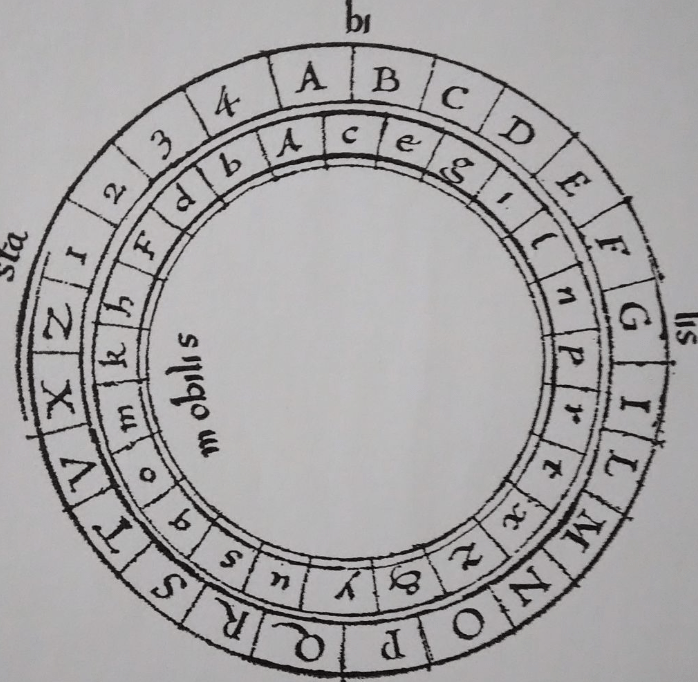 sta bi lis
A B C D E F G I L M N O P Q R S T V X Z 1 2 3 4
A c e g i l n p r t x z & y u s q o m k h F d b
mobilis